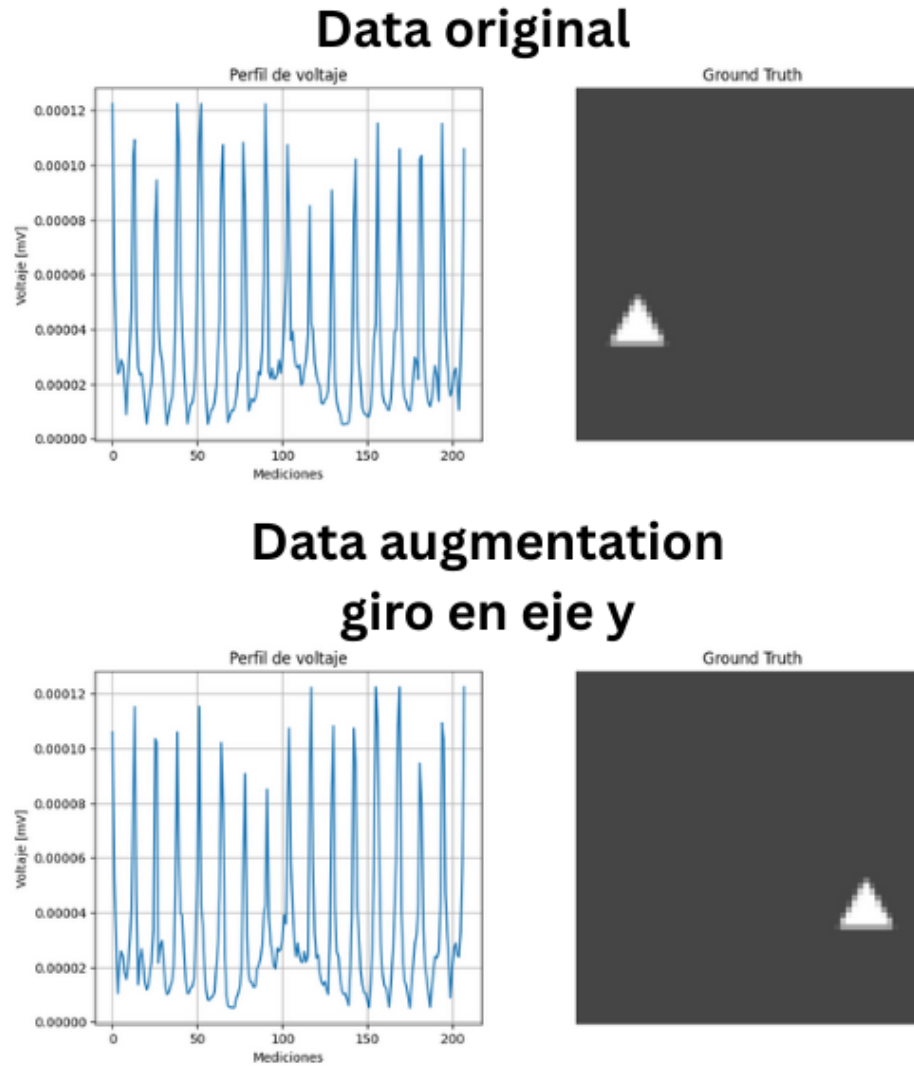 Data original
Perfil de voltaje
Ground Truth
0.00012
0.00010
0.00008
0.00006
0.00004
0.00002
0.00000
Voltaje [mV]
0 50 100 150 200
Mediciones
Data augmentation
giro en eje y
Perfil de voltaje
Ground Truth
0.00012
0.00010
0.00008
0.00006
0.00004
0.00002
0.00000
Voltaje [mV]
0 50 100 150 200
Mediciones